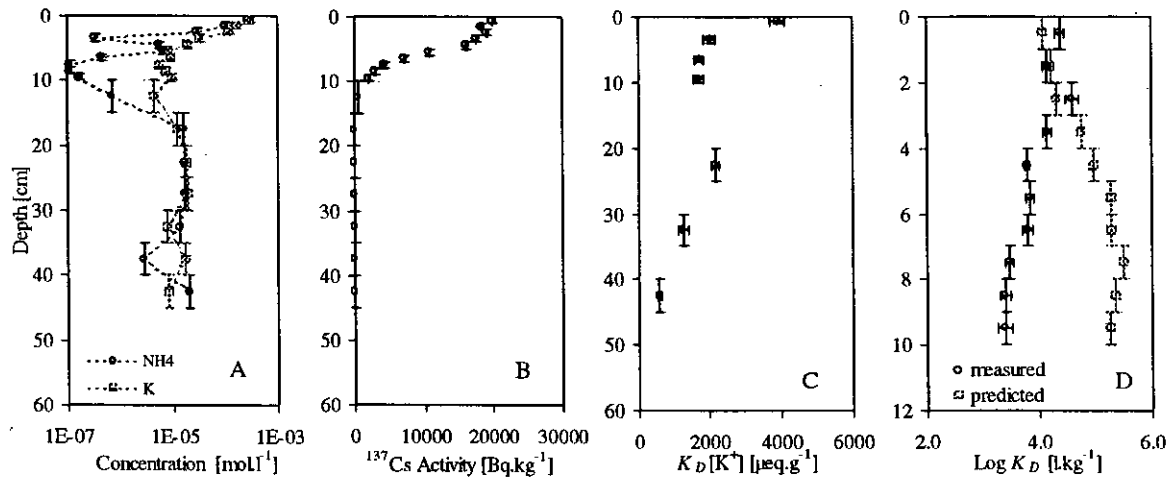 0
10
20
30
40
50
60
Depth [cm]
1E-07 1E-05 1E-03
Concentration [mol.l⁻¹]
NH4
K
A
0
10
20
30
40
50
60
0 10000 20000 30000
¹³⁷Cs Activity [Bq.kg⁻¹]
B
0
10
20
30
40
50
60
0 2000 4000 6000
K_D [K⁺] [μeq.g⁻¹]
C
0
2
4
6
8
10
12
2.0 4.0 6.0
Log K_D [l.kg⁻¹]
measured
predicted
D